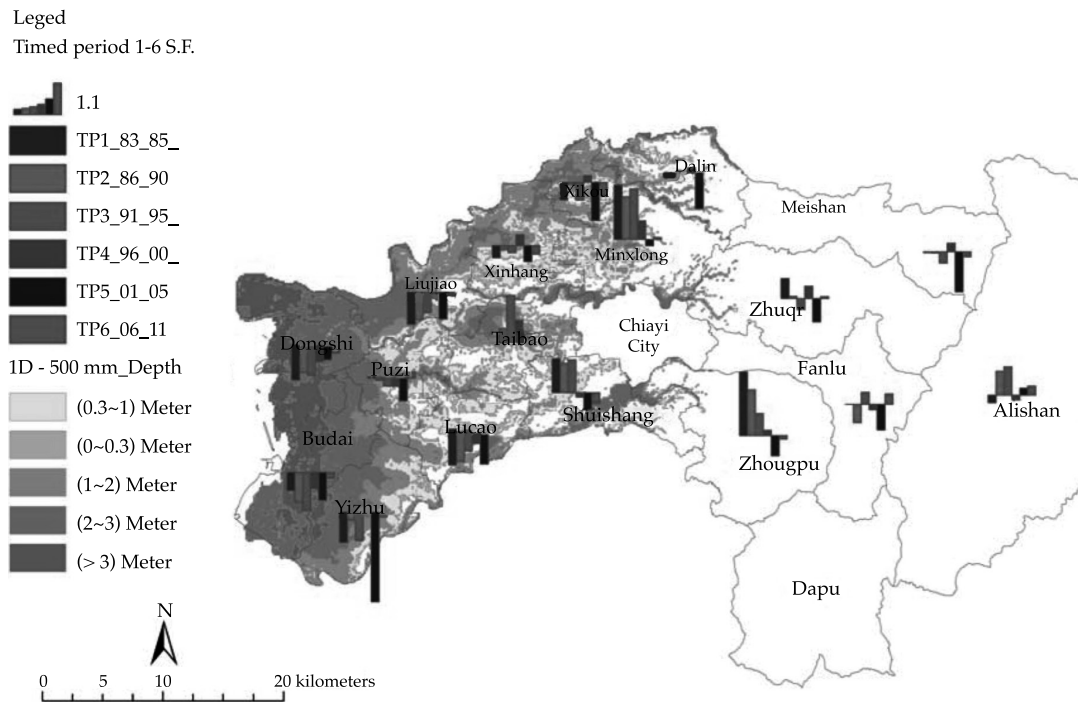 Leged
Timed period 1-6 S.F.
1.1
TP1_83_85_
TP2_86_90
TP3_91_95_
TP4_96_00_
TP5_01_05
TP6_06_11
1D - 500 mm_Depth
(0.3~1) Meter
(0~0.3) Meter
(1~2) Meter
(2~3) Meter
(> 3) Meter
N
0 5 10 20 kilometers
Dalin
Xikou
Meishan
Minxlong
Xinhang
Liujiao
Zhuqr
Chiayi
City
Taibao
Dongshi
Fanlu
Puzi
Alishan
Shuishang
Lucao
Budai
Zhougpu
Yizhu
Dapu